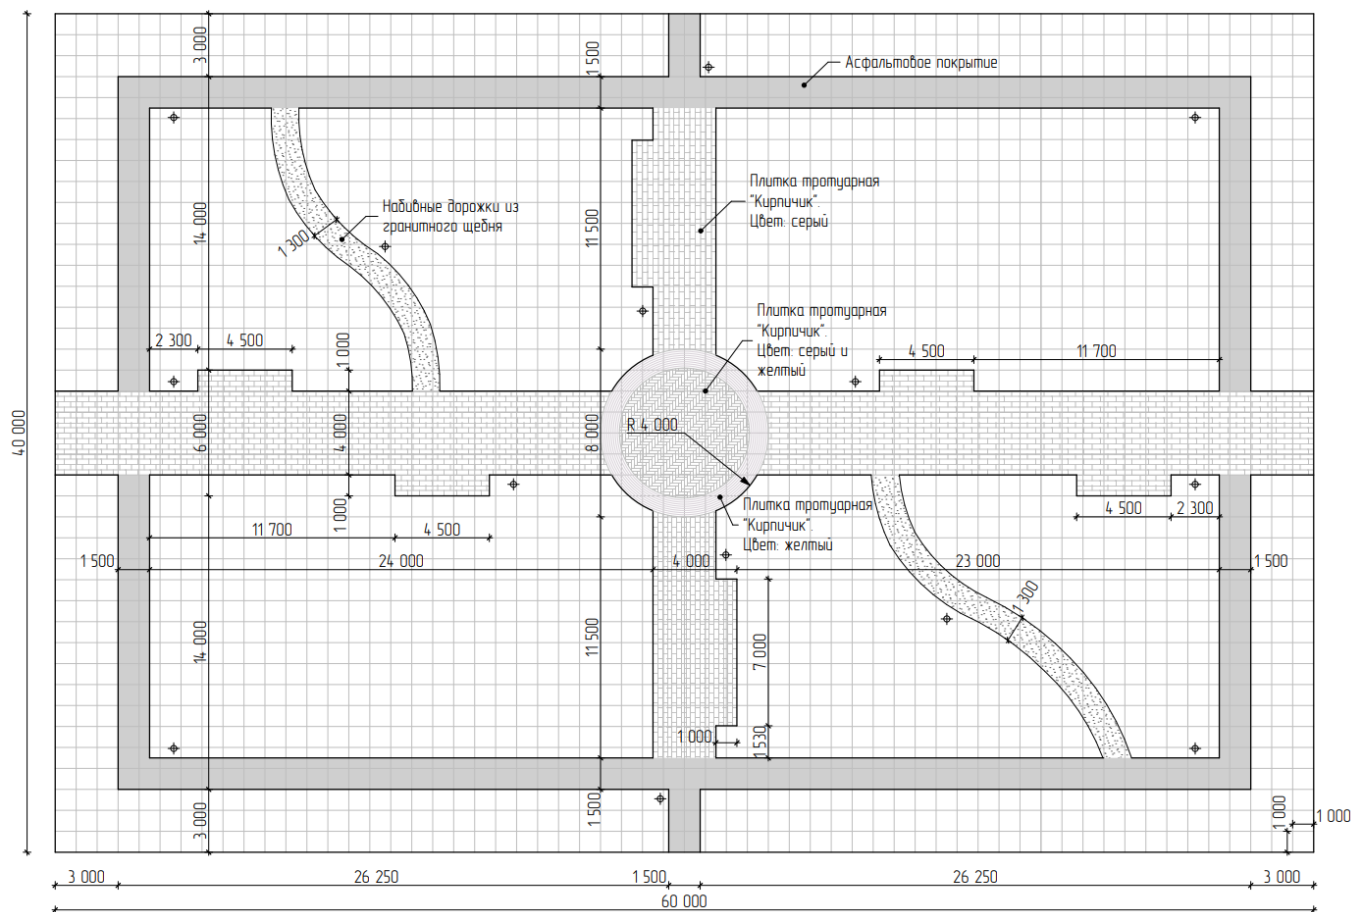 Асфальтовое покрытие
3 000
1 500
Плитка тротуарная
"Кирпичик".
Цвет: серый
Набивные дорожки из
гранитного щебня
1 300
14 000
11 500
Плитка тротуарная
"Кирпичик".
Цвет: серый и
желтый
2 300
4 500
1 000
4 500
11 700
40 000
6 000
4 000
8 000
R 4 000
Плитка тротуарная
"Кирпичик".
Цвет: желтый
1 000
11 700
4 500
4 500
2 300
1 500
24 000
4 000
23 000
1 500
1 300
14 000
11 500
7 000
1 000
1 530
3 000
1 500
1 000
1 000
3 000
26 250
1 500
26 250
3 000
60 000